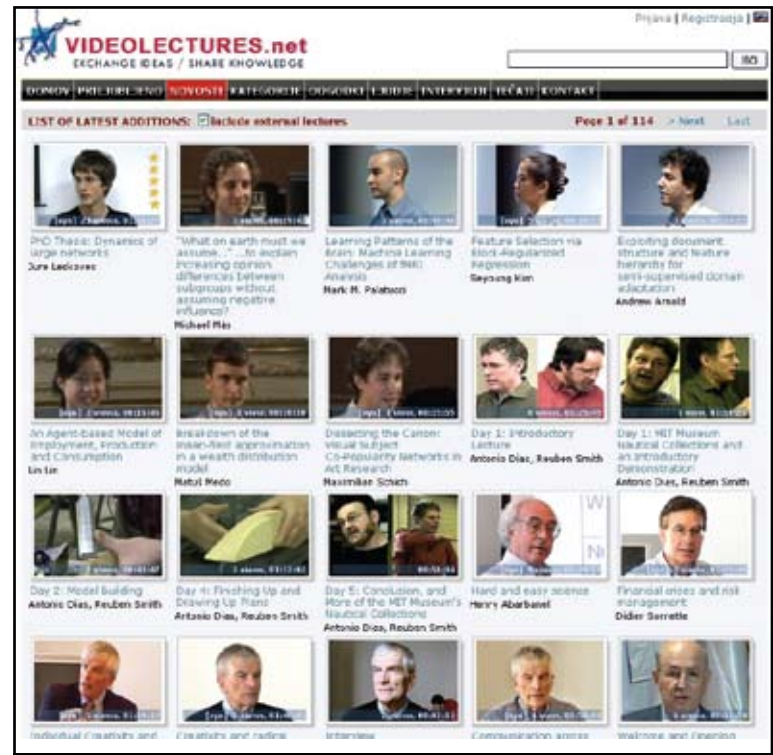 Prijava | Registracija |
VIDEOLECTURES.net
EXCHANGE IDEAS / SHARE KNOWLEDGE
IŠČI
DOMOV PRILJUBLJENO NOVOSTI KATEGORIJE DOGODKI LJUDJE INTERVJUJI TEČAJI KONTAKT
LIST OF LATEST ADDITIONS: Include external lectures
Page 1 of 114 > Next Last
PhD Thesis: Dynamics of
large networks
Jure Leskovec
"What on earth must we
assume..." ...to explain
increasing opinion
differences between
subgroups without
assuming negative
influence?
Michael Mäs
Learning Patterns of the
Brain: Machine Learning
Challenges of fMRI
Analysis
Mark M. Palatucci
Feature Selection via
Block-Regularized
Regression
Seyoung Kim
Exploiting document
structure and feature
hierarchy for
semi-supervised domain
adaptation
Andrew Arnold
An Agent-based Model of
Employment, Production
and Consumption
Lin Lin
Breakdown of the
mean-field approximation
in a wealth distribution
model
Matúš Medo
Dissecting the Canon:
Visual Subject
Co-Popularity Networks in
Art Research
Maximilian Schich
Day 1: Introductory
Lecture
Antonio Dias, Reuben Smith
Day 1: MIT Museum
Nautical Collections and
an Introductory
Demonstration
Antonio Dias, Reuben Smith
Day 2: Model Building
Antonio Dias, Reuben Smith
Day 4: Finishing Up and
Drawing Up Plans
Antonio Dias, Reuben Smith
Day 5: Conclusion, and
More of the MIT Museum's
Nautical Collections
Antonio Dias, Reuben Smith
Hard and easy science
Henry Abarbanel
Financial crises and risk
management
Didier Sornette
Individual Creativity and
Creativity and radical
Interview
Communication across
Welcome and Opening